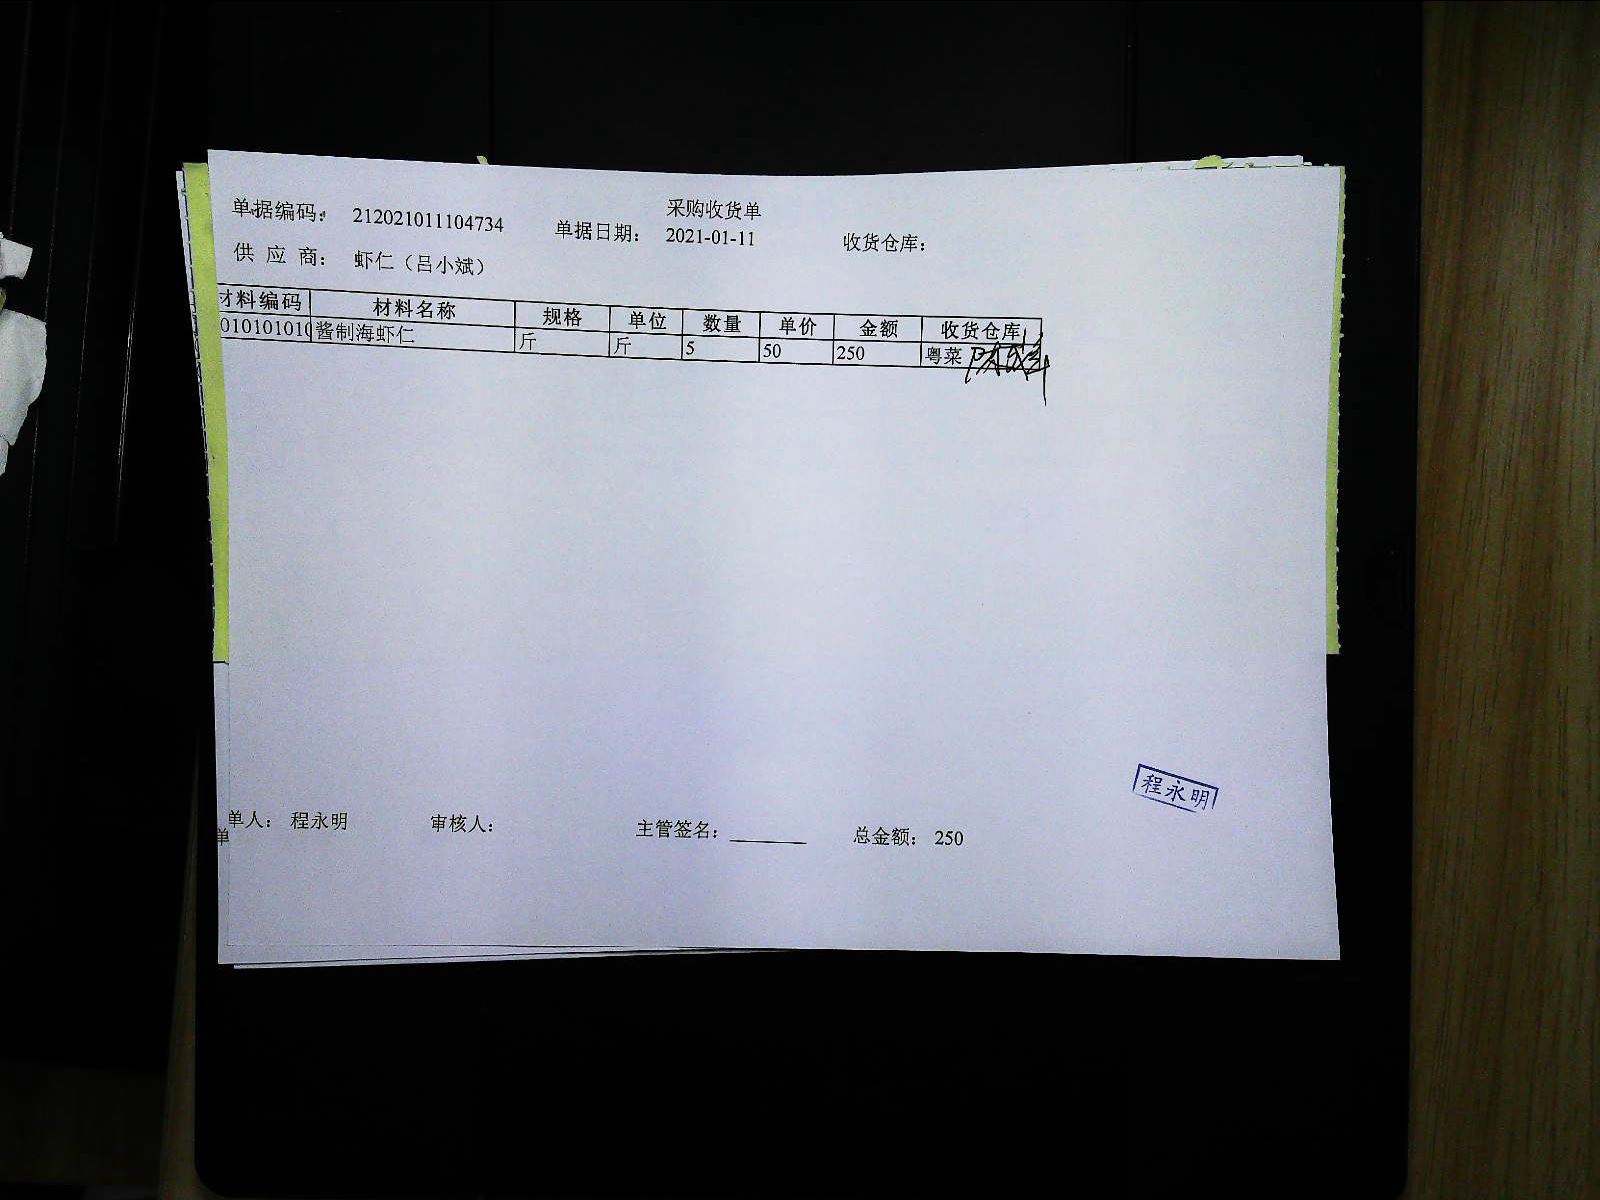 采购收货单
单据编码： 212021011104734 单据日期： 2021-01-11 收货仓库：
供 应 商： 虾仁（吕小斌）
材料编码 材料名称 规格 单位 数量 单价 金额 收货仓库
010101010 酱制海虾仁 斤 斤 5 50 250 粤菜
程永明
单人： 程永明 审核人： 主管签名： 总金额： 250
单